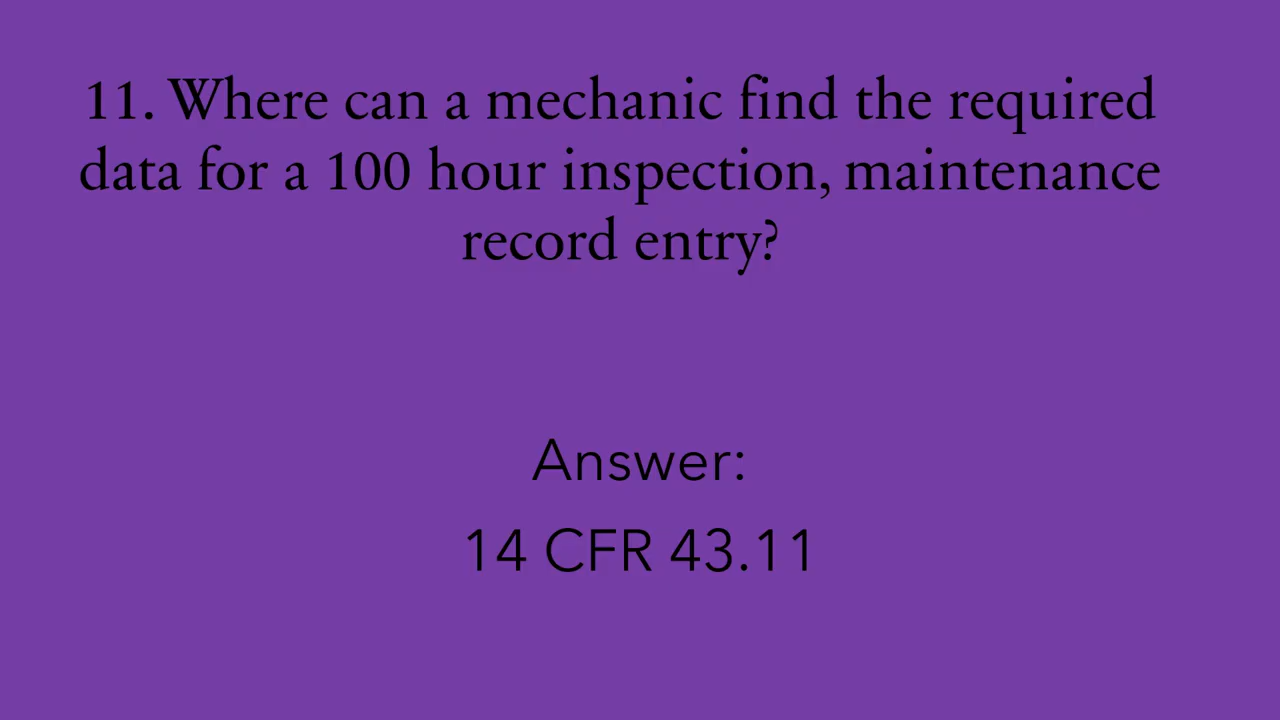 11. Where can a mechanic find the required
data for a 100 hour inspection, maintenance
record entry?
Answer:
14 CFR 43.11